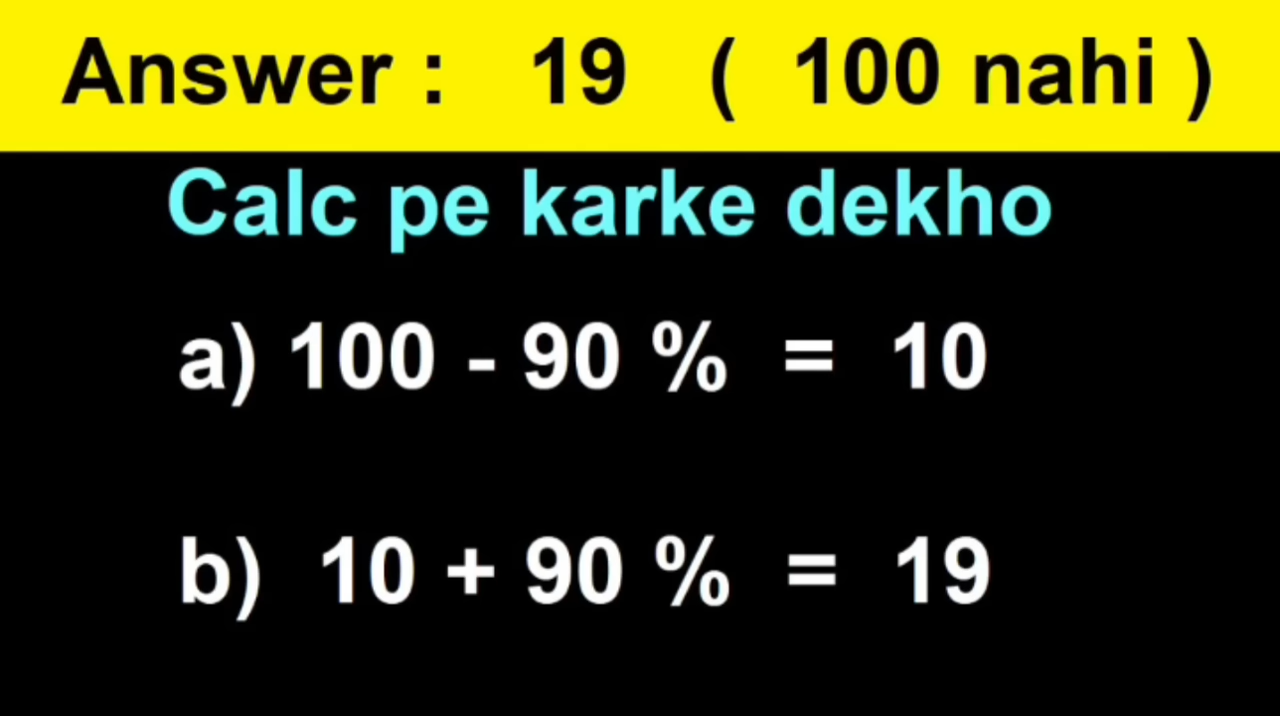 Answer : 19 ( 100 nahi )
Calc pe karke dekho
a) 100 - 90 % = 10
b) 10 + 90 % = 19